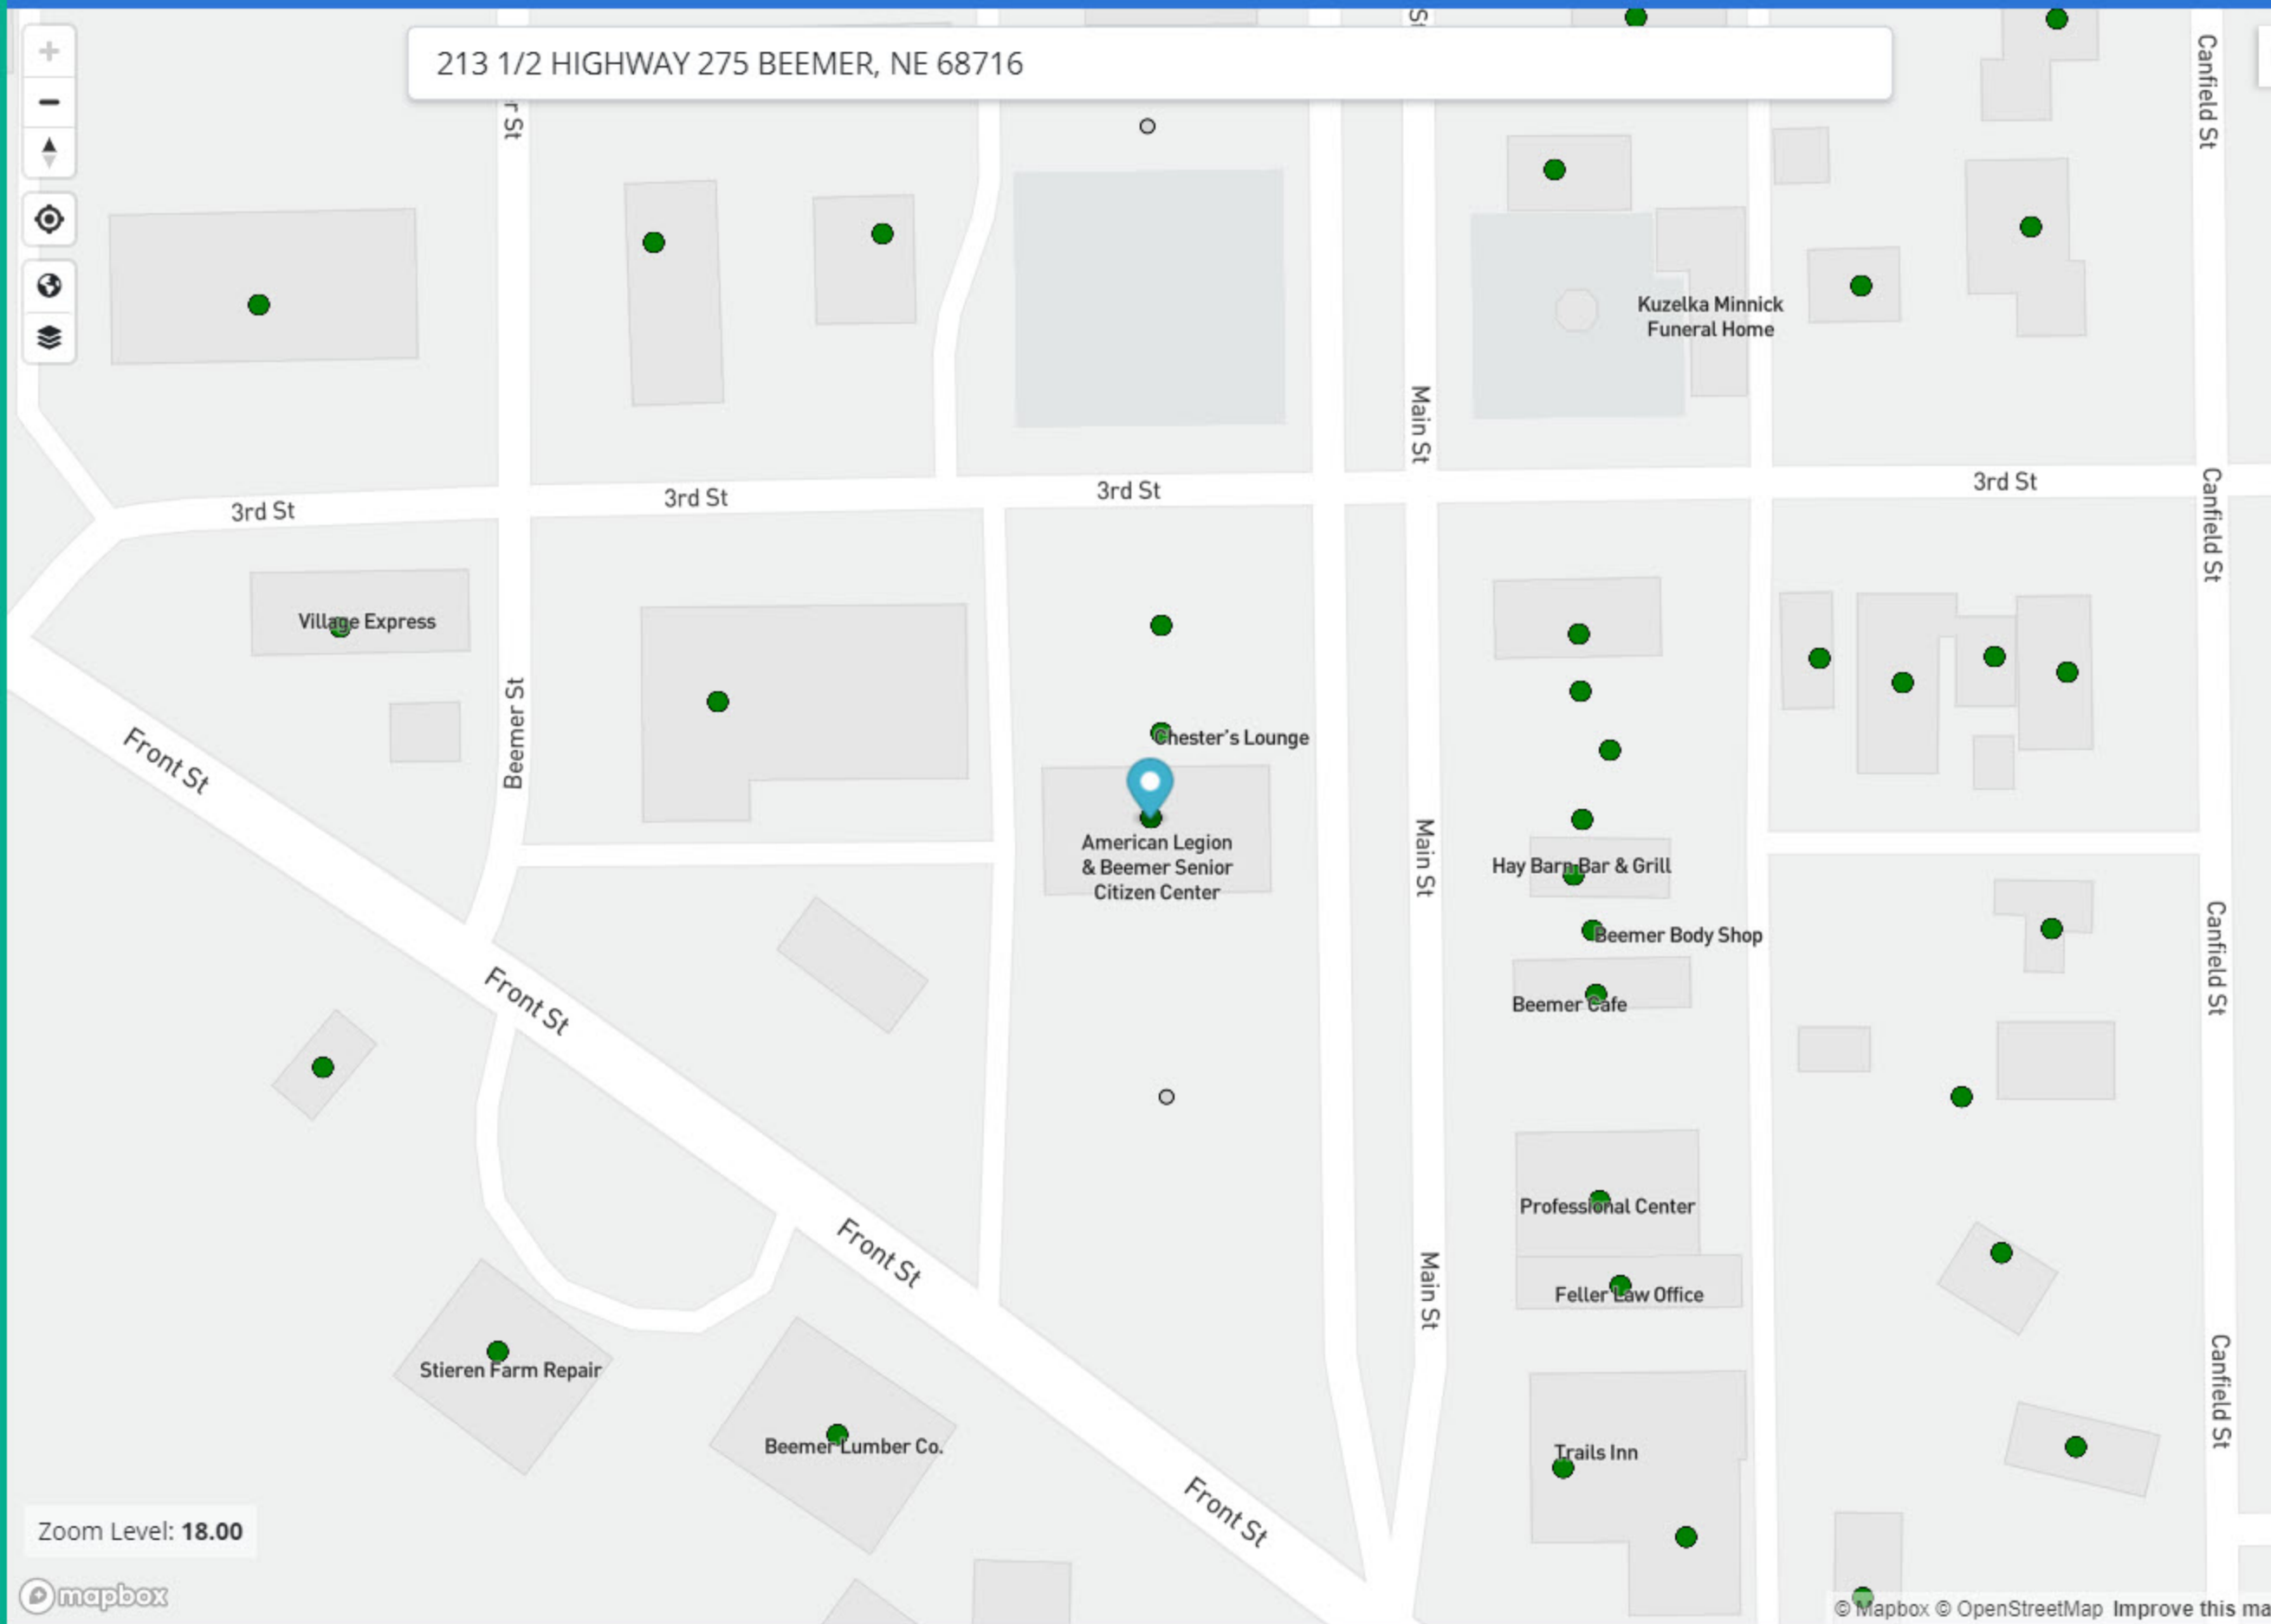 213 1/2 HIGHWAY 275 BEEMER, NE 68716
St
r St
Canfield St
Kuzelka Minnick
Funeral Home
Main St
3rd St
3rd St
3rd St
3rd St
Canfield St
Village Express
Beemer St
Chester's Lounge
Front St
American Legion
& Beemer Senior
Citizen Center
Main St
Hay Barn Bar & Grill
Beemer Body Shop
Canfield St
Beemer Cafe
Front St
Professional Center
Front St
Feller Law Office
Main St
Stieren Farm Repair
Canfield St
Beemer Lumber Co.
Trails Inn
Front St
Zoom Level: 18.00
mapbox
© Mapbox © OpenStreetMap Improve this ma